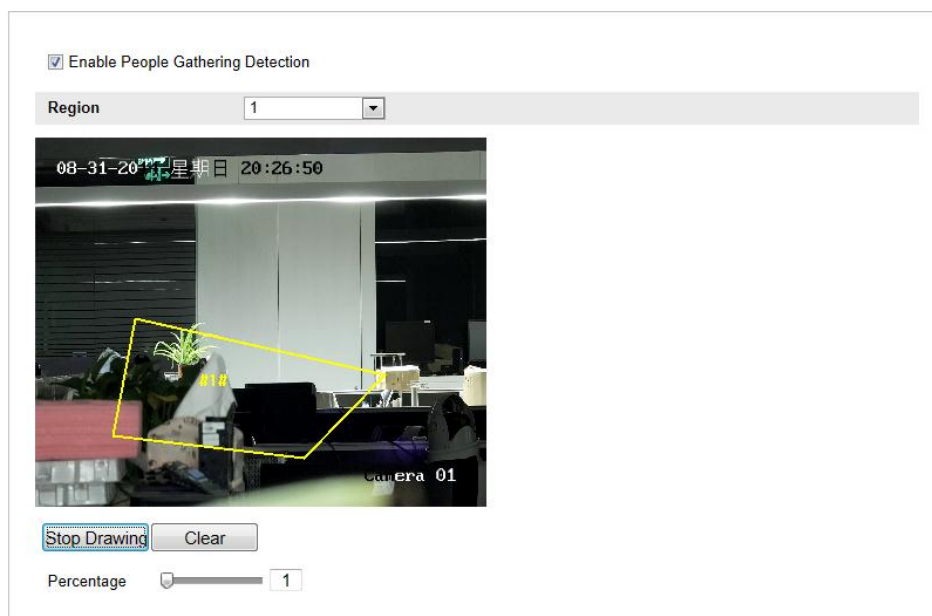 Enable People Gathering Detection
Region 1
08-31-20 星期日 20:26:50
#1#
Camera 01
Stop Drawing Clear
Percentage 1